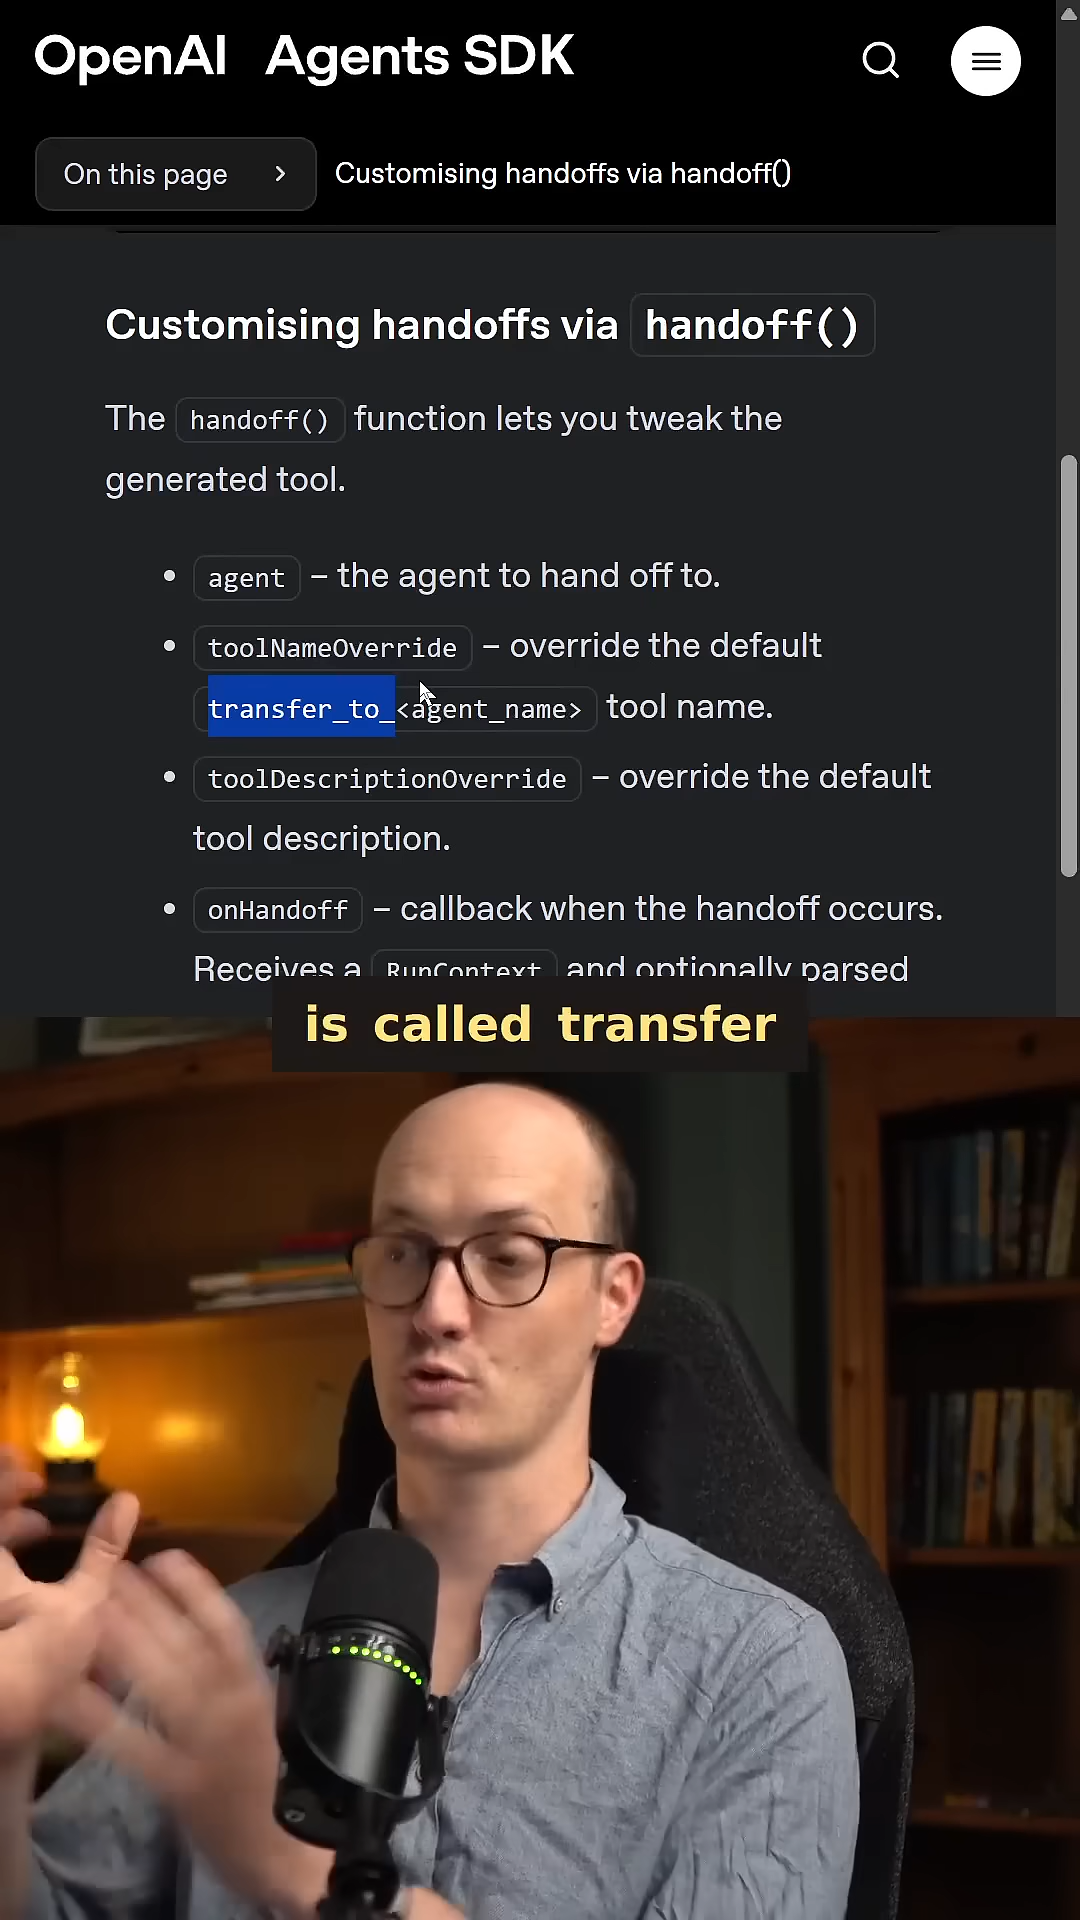 OpenAI Agents SDK
On this page
Customising handoffs via handoff()
Customising handoffs via handoff()
The handoff() function lets you tweak the
generated tool.
• agent – the agent to hand off to.
• toolNameOverride – override the default
transfer_to_<agent_name> tool name.
• toolDescriptionOverride – override the default
tool description.
• onHandoff – callback when the handoff occurs.
Receives a RunContext and optionally parsed
is called transfer